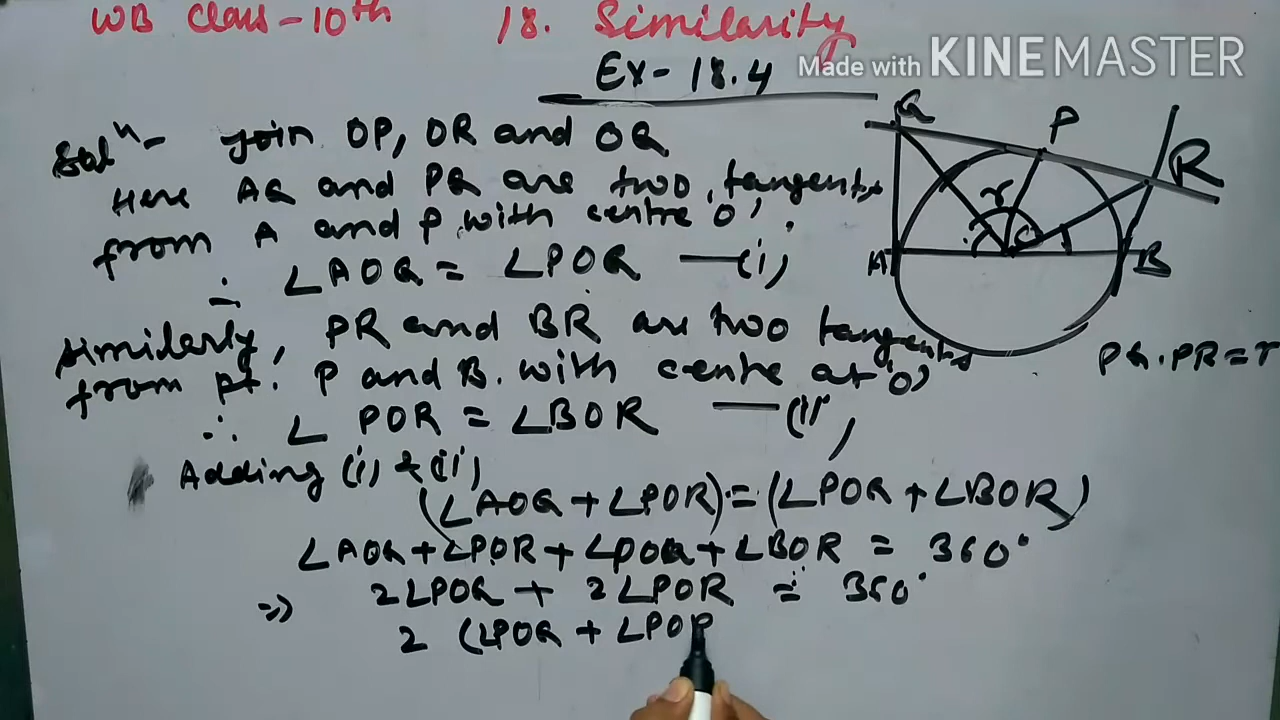 WB Class-10th 18. Similarity
Made with KINEMASTER
Ex-18.4
Solⁿ- Join OP, OR and OQ
Here AQ and PQ are two tangents
from A and P with centre O'.
∴ ∠AOQ = ∠POQ —(i)
Similarly, PR and BR are two tangents
from pt. P and B. with centre at 'O'
∴ ∠ POR = ∠BOR —(ii)
Adding (i) & (ii)
(∠AOQ + ∠POR) = (∠POQ + ∠BOR)
∠AOQ + ∠POR + ∠POQ + ∠BOR = 360°
⇒ 2∠POQ + 2∠POR = 360°
2 (∠POQ + ∠POR
Q
P
R
r
O
A
B
PQ.PR = r